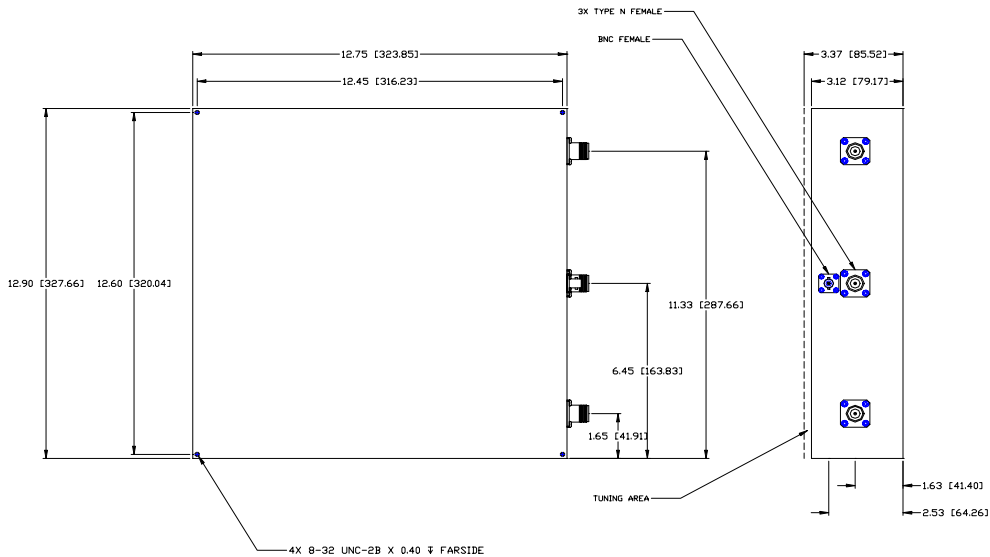 3X TYPE N FEMALE
BNC FEMALE
12.75 [323.85]
3.37 [85.52]
12.45 [316.23]
3.12 [79.17]
12.90 [327.66]
12.60 [320.04]
11.33 [287.66]
6.45 [163.83]
1.65 [41.91]
1.63 [41.40]
TUNING AREA
2.53 [64.26]
4X 8-32 UNC-2B X 0.40 ↧ FARSIDE